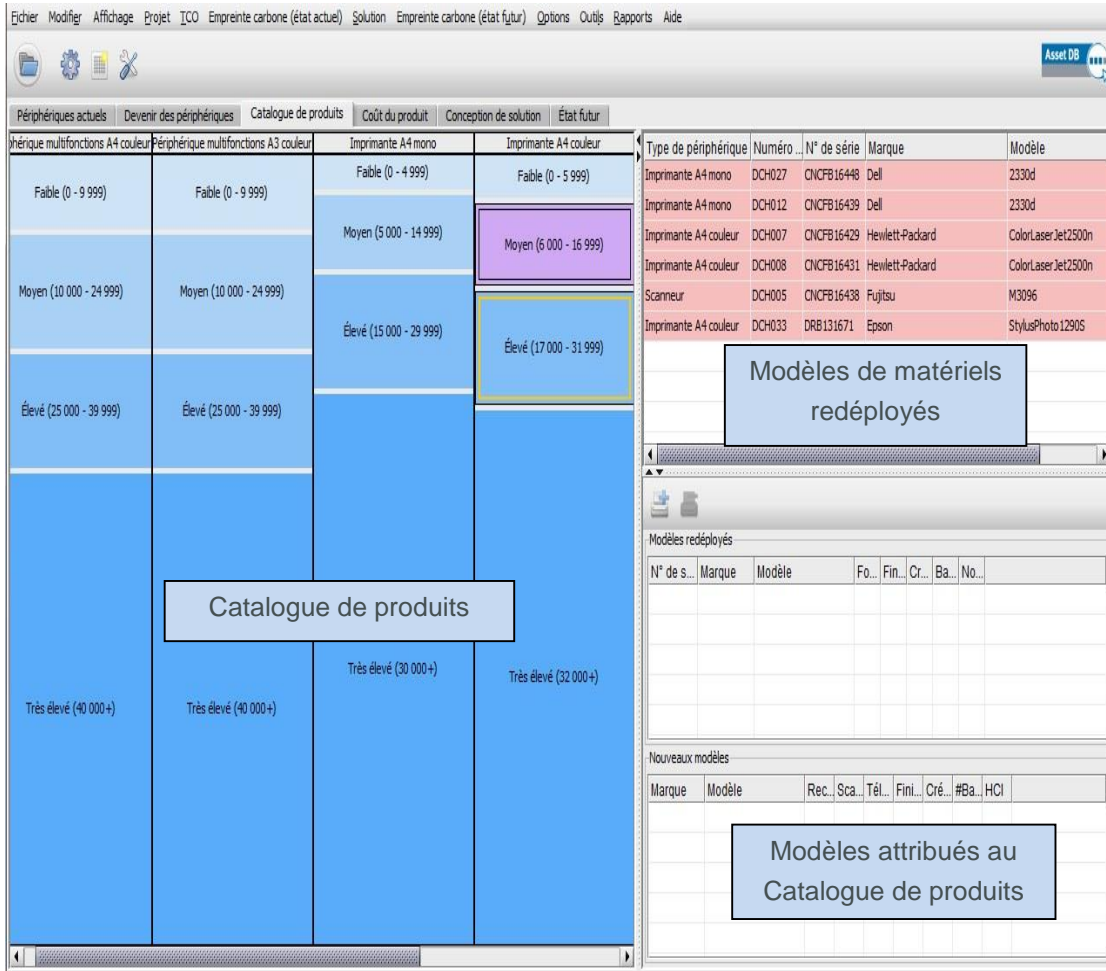 Fichier Modifier Affichage Projet TCO Empreinte carbone (état actuel) Solution Empreinte carbone (état futur) Options Outils Rapports Aide
Asset DB
Périphériques actuels Devenir des périphériques Catalogue de produits Coût du produit Conception de solution État futur
phérique multifonctions A4 couleur Périphérique multifonctions A3 couleur Imprimante A4 mono Imprimante A4 couleur
Faible (0 - 9 999) Faible (0 - 9 999) Faible (0 - 4 999) Faible (0 - 5 999)
Moyen (10 000 - 24 999) Moyen (10 000 - 24 999) Moyen (5 000 - 14 999) Moyen (6 000 - 16 999)
Élevé (25 000 - 39 999) Élevé (25 000 - 39 999) Élevé (15 000 - 29 999) Élevé (17 000 - 31 999)
Très élevé (40 000+) Très élevé (40 000+) Très élevé (30 000+) Très élevé (32 000+)
Catalogue de produits
Type de périphérique Numéro ... N° de série Marque Modèle
Imprimante A4 mono DCH027 CNCFB16448 Dell 2330d
Imprimante A4 mono DCH012 CNCFB16439 Dell 2330d
Imprimante A4 couleur DCH007 CNCFB16429 Hewlett-Packard ColorLaserJet2500n
Imprimante A4 couleur DCH008 CNCFB16431 Hewlett-Packard ColorLaserJet2500n
Scanneur DCH005 CNCFB16438 Fujitsu M3096
Imprimante A4 couleur DCH033 DRB131671 Epson StylusPhoto1290S
Modèles de matériels
redéployés
Modèles redéployés
N° de s... Marque Modèle Fo... Fin... Cr... Ba... No...
Nouveaux modèles
Marque Modèle Rec... Sca... Tél... Fini... Cré... #Ba... HCI
Modèles attribués au
Catalogue de produits